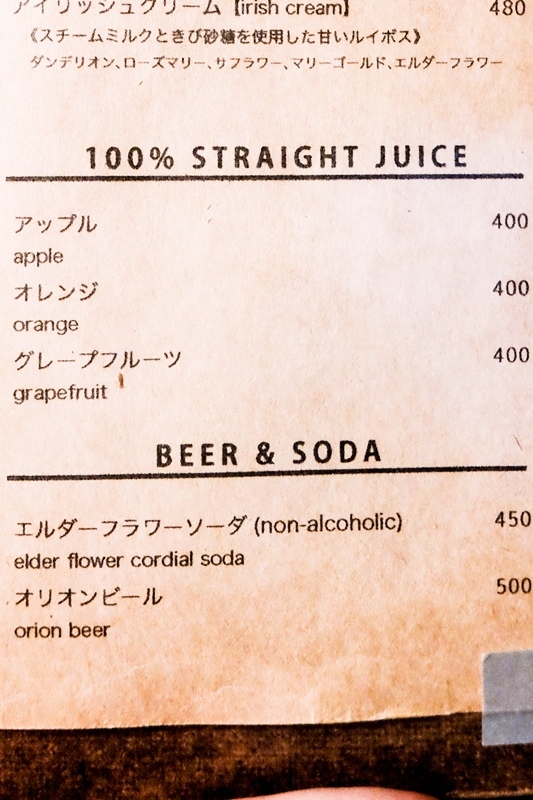 アイリッシュクリーム【irish cream】 480
《スチームミルクときび砂糖を使用した甘いルイボス》
ダンデリオン、ローズマリー、サフラワー、マリーゴールド、エルダーフラワー
100% STRAIGHT JUICE
アップル 400
apple
オレンジ 400
orange
グレープフルーツ 400
grapefruit
BEER & SODA
エルダーフラワーソーダ (non-alcoholic) 450
elder flower cordial soda
オリオンビール 500
orion beer